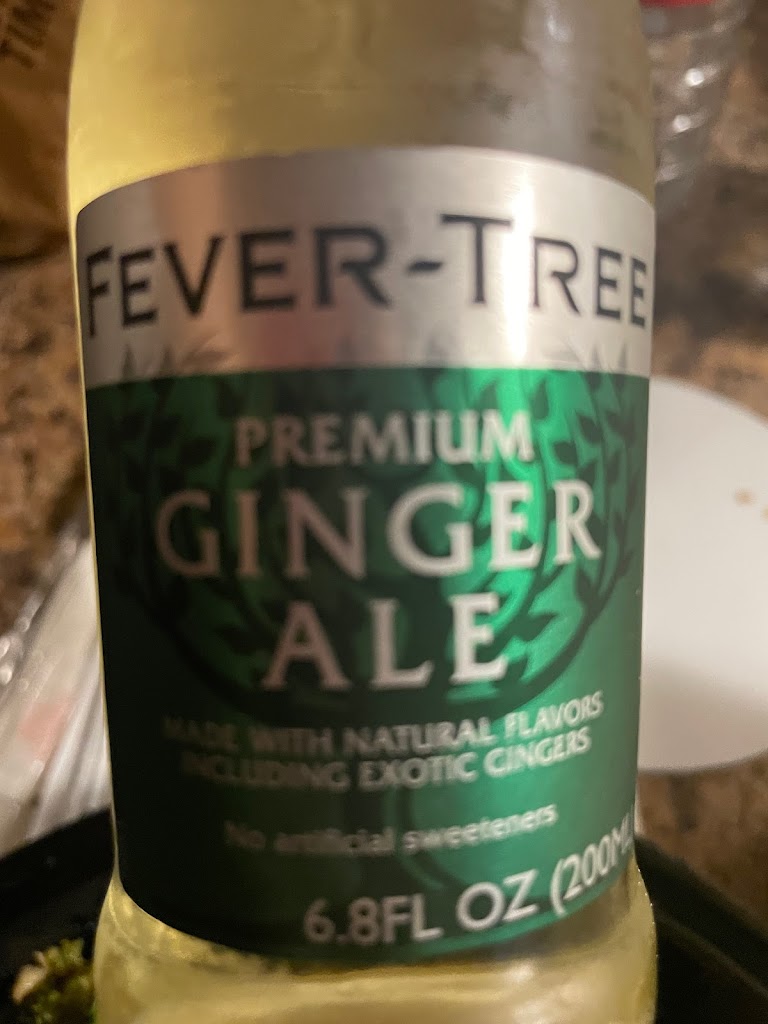 FEVER-TREE
PREMIUM
GINGER
ALE
MADE WITH NATURAL FLAVORS
INCLUDING EXOTIC GINGERS
No artificial sweeteners
6.8FL OZ (200ML